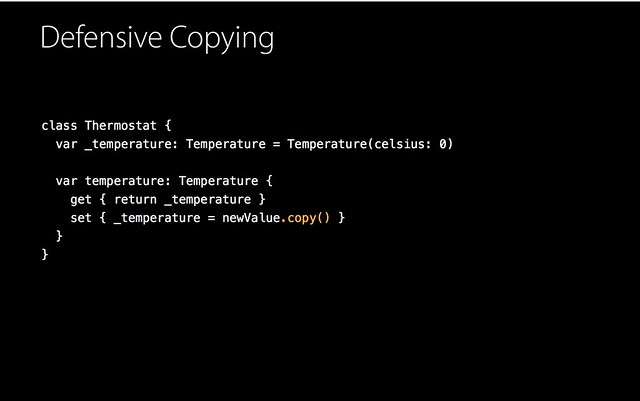 Defensive Copying
class Thermostat {
  var _temperature: Temperature = Temperature(celsius: 0)
  var temperature: Temperature {
    get { return _temperature }
    set { _temperature = newValue.copy() }
  }
}